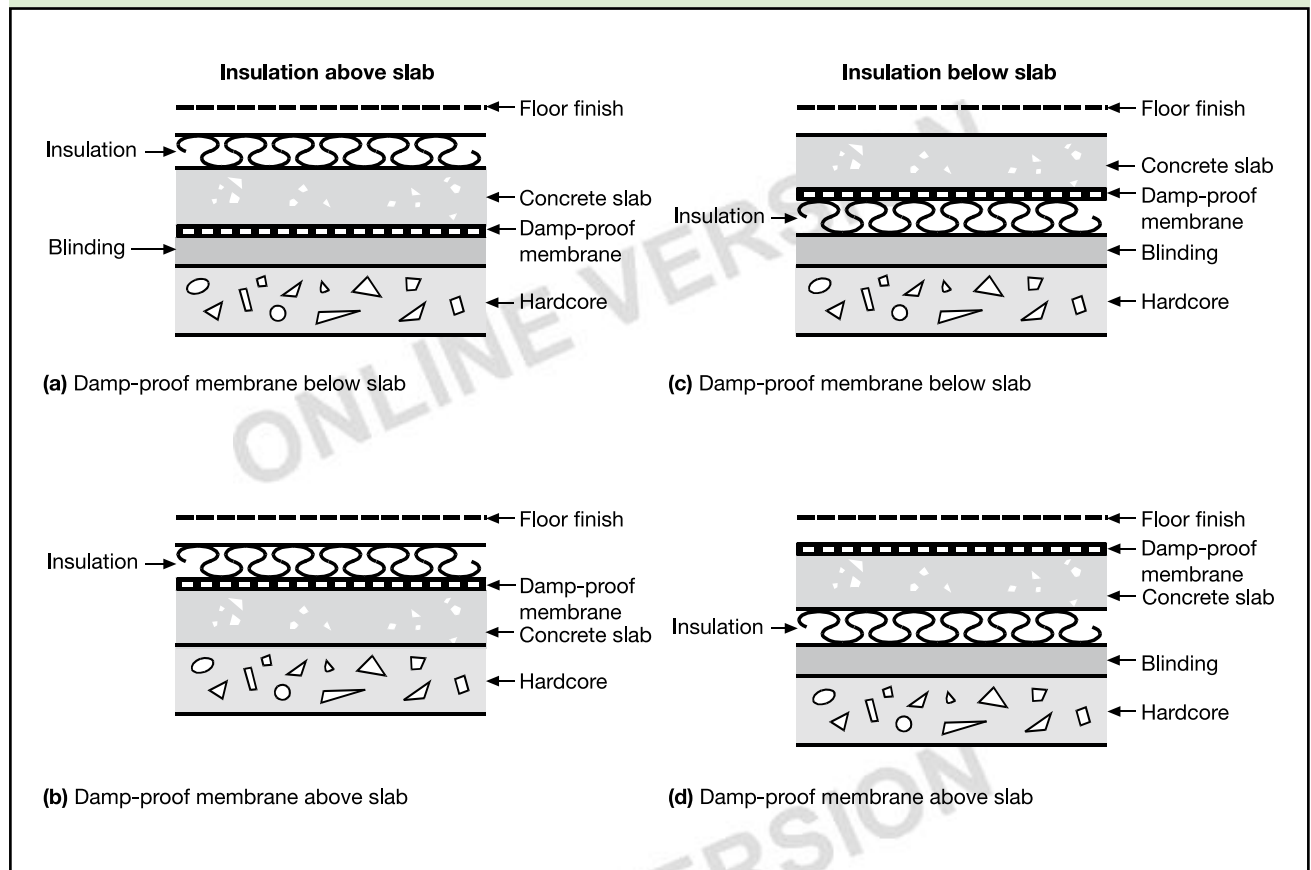 Insulation above slab
Floor finish
Insulation
Concrete slab
Damp-proof
membrane
Blinding
Hardcore
(a) Damp-proof membrane below slab
Insulation below slab
Floor finish
Concrete slab
Damp-proof
membrane
Insulation
Blinding
Hardcore
(c) Damp-proof membrane below slab
Floor finish
Insulation
Damp-proof
membrane
Concrete slab
Hardcore
(b) Damp-proof membrane above slab
Floor finish
Damp-proof
membrane
Concrete slab
Insulation
Blinding
Hardcore
(d) Damp-proof membrane above slab
ONLINE VERSION
VERSION